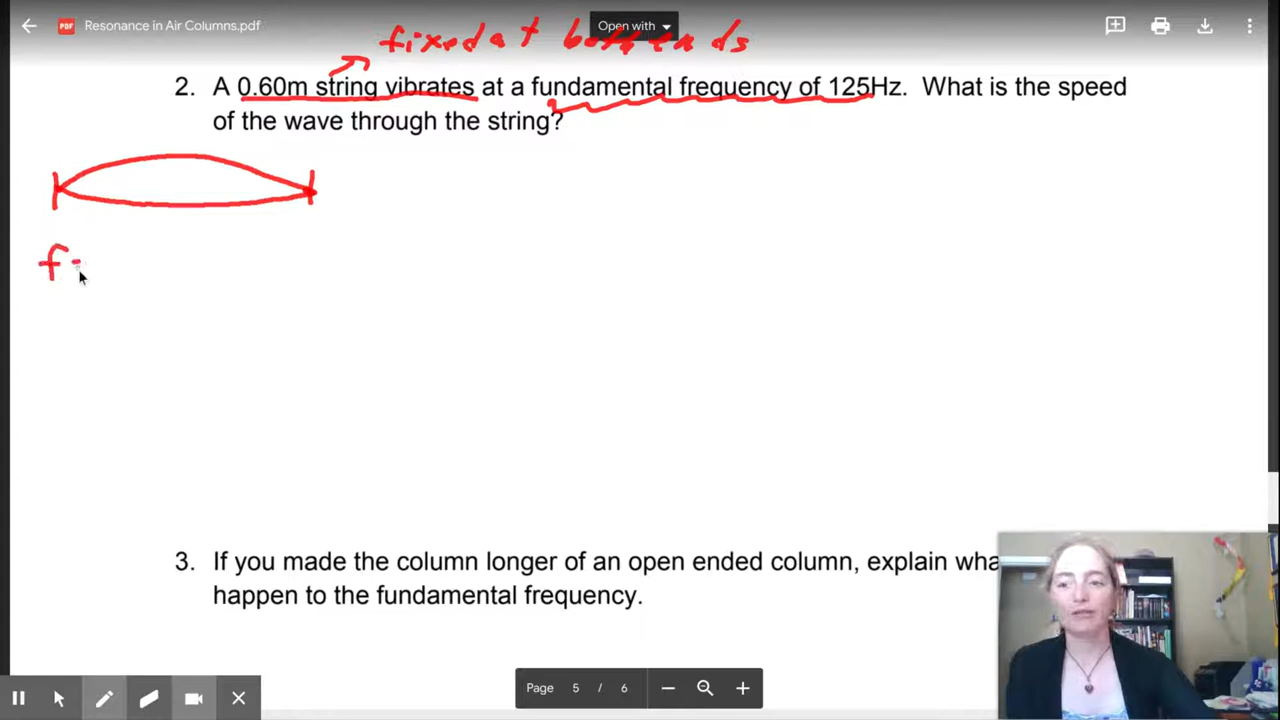 Resonance in Air Columns.pdf
Open with
fixed at both ends
2. A 0.60m string vibrates at a fundamental frequency of 125Hz. What is the speed
of the wave through the string?
f=
3. If you made the column longer of an open ended column, explain wha
happen to the fundamental frequency.
Page 5 / 6